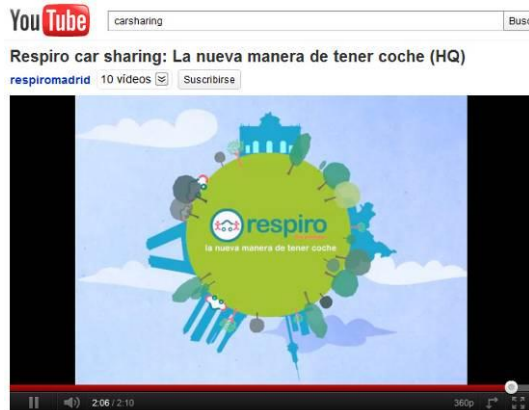 YouTube
carsharing
Busc
Respiro car sharing: La nueva manera de tener coche (HQ)
respiromadrid 10 vídeos Suscribirse
respiro
la nueva manera de tener coche
2:06 / 2:10 360p